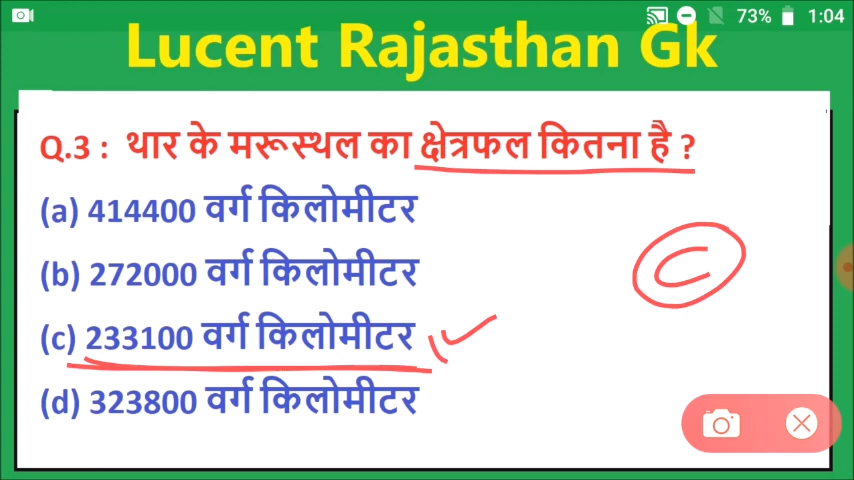 73% 1:04
Lucent Rajasthan Gk
Q.3 : थार के मरूस्थल का क्षेत्रफल कितना है ?
(a) 414400 वर्ग किलोमीटर
(b) 272000 वर्ग किलोमीटर
C
(c) 233100 वर्ग किलोमीटर
(d) 323800 वर्ग किलोमीटर